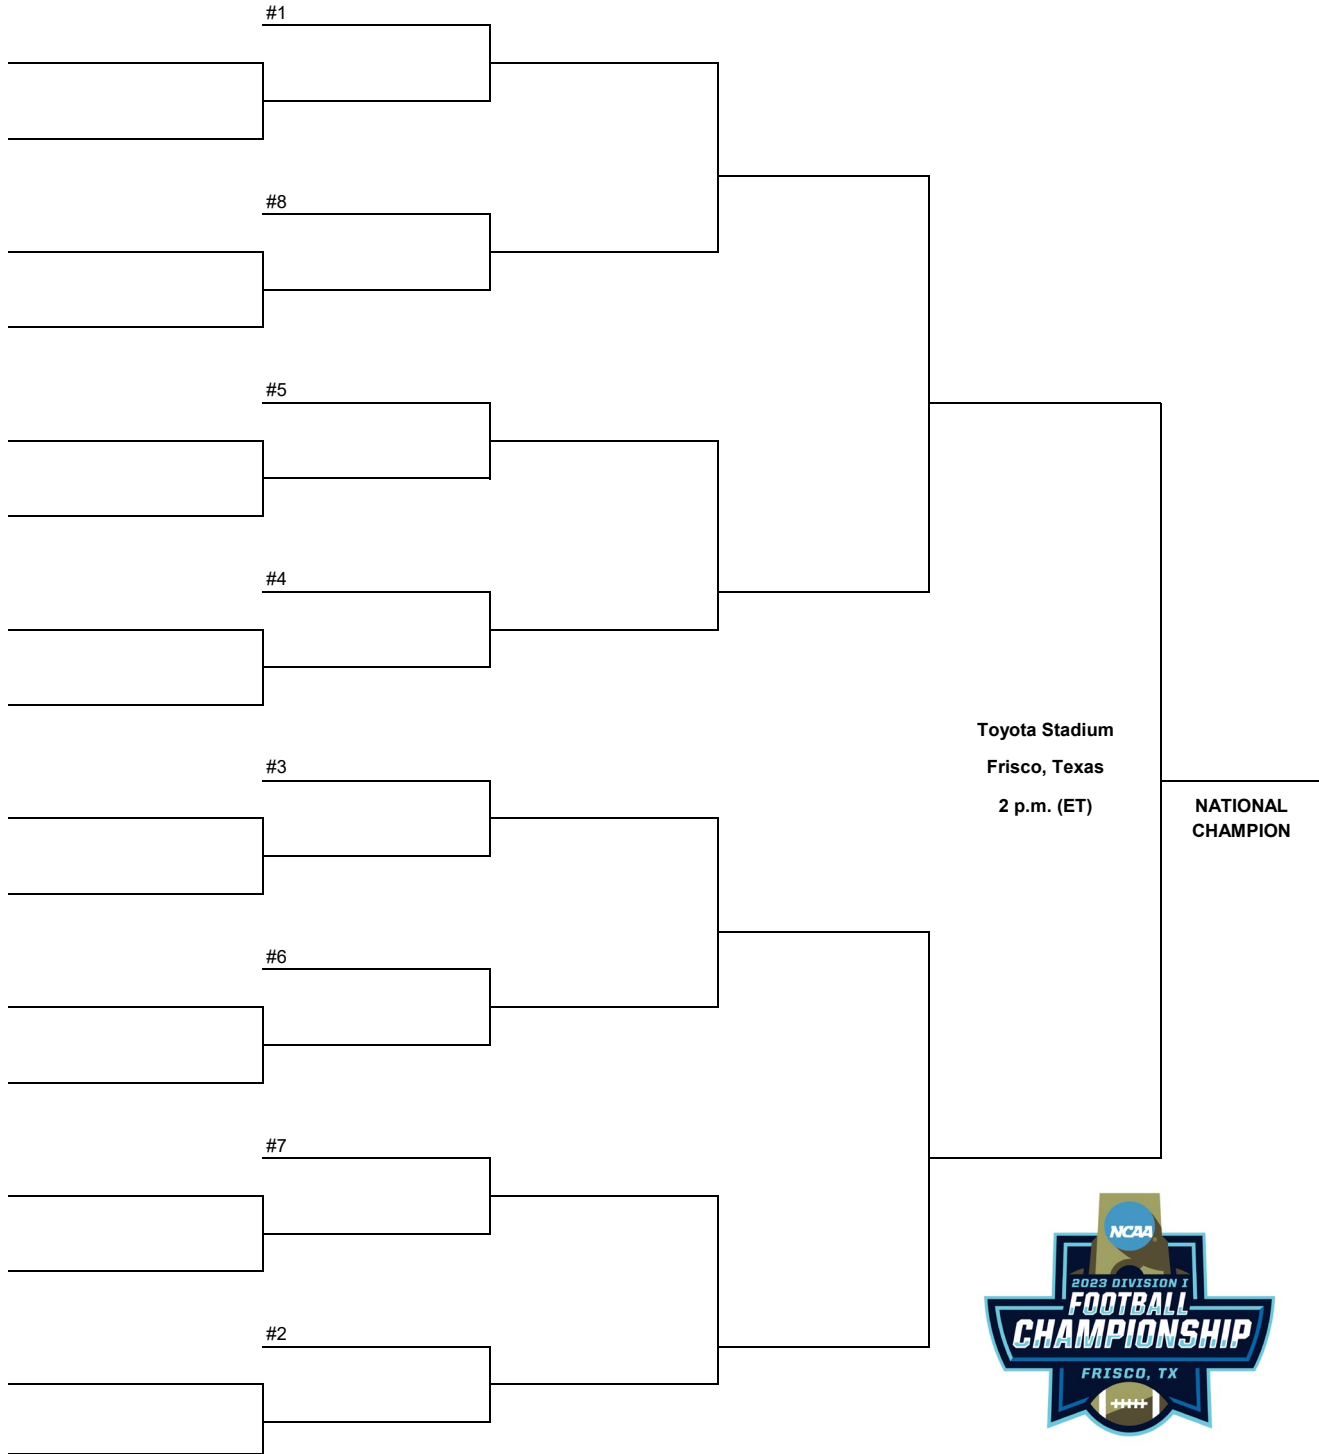 #1
#8
#5
#4
Toyota Stadium
#3
Frisco, Texas
2 p.m. (ET)
NATIONAL
CHAMPION
#6
#7
NCAA
2023 DIVISION I
FOOTBALL
CHAMPIONSHIP
#2
FRISCO, TX